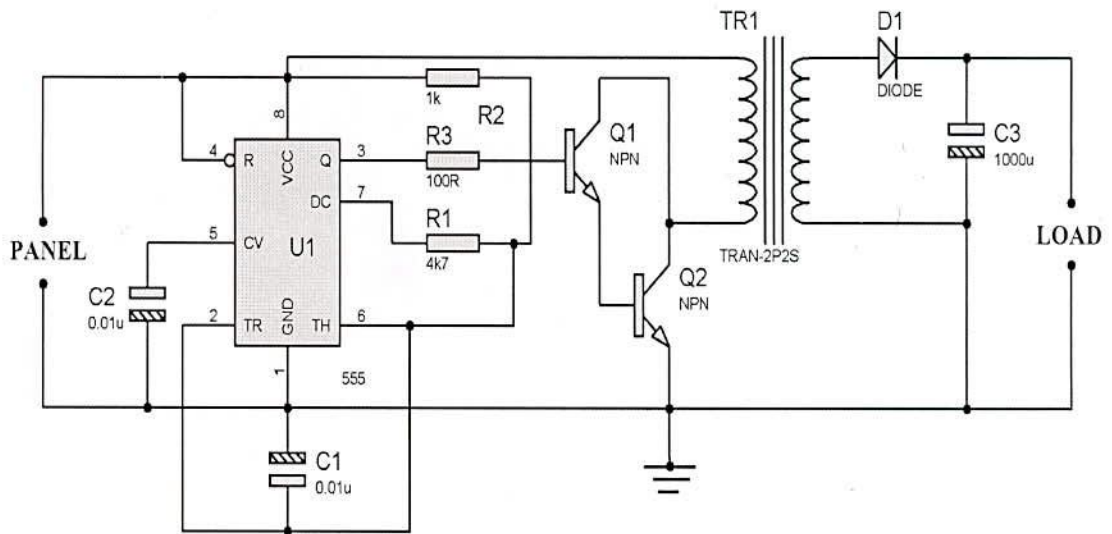 TR1
D1
DIODE
8
1k
R2
Q1
NPN
C3
1000u
4
R
VCC
Q
3
R3
100R
DC
7
R1
4k7
PANEL
5
CV
U1
TRAN-2P2S
LOAD
Q2
NPN
C2
0.01u
2
TR
GND
TH
6
1
555
C1
0.01u